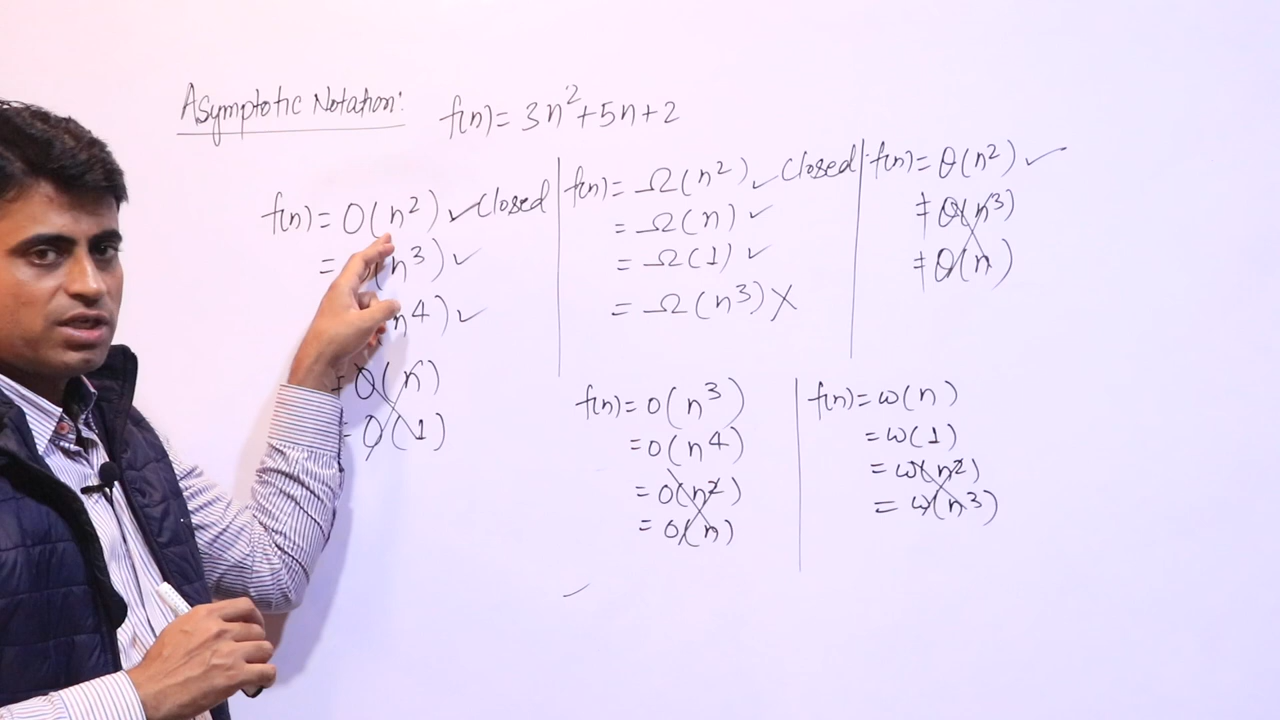 Asymptotic Notation:
f(n) = 3n²+5n+2
f(n) = O(n²) ✓ Closed
= O(n³) ✓
n⁴) ✓
= O(n)
= O(1)
f(n) = Ω(n²) ✓ Closed
= Ω(n) ✓
= Ω(1) ✓
= Ω(n³) X
f(n) = θ(n²) ✓
≠ θ(n³)
≠ θ(n)
f(n) = o(n³)
= o(n⁴)
= o(n²)
= o(n)
f(n) = ω(n)
= ω(1)
= ω(n²)
= ω(n³)